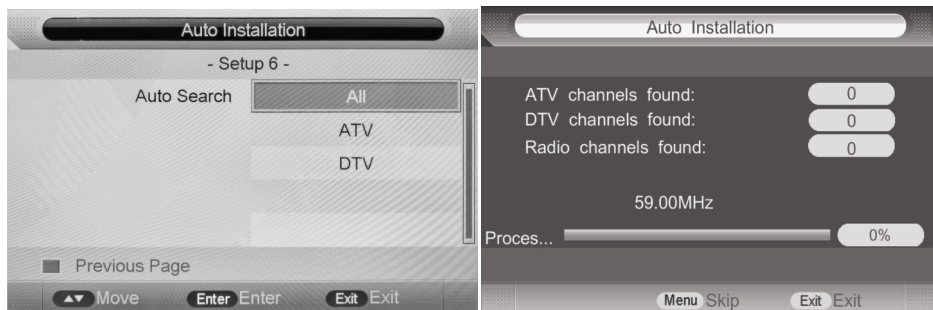 Auto Installation
- Setup 6 -
Auto Search
All
ATV
DTV
Previous Page
Move
Enter Enter
Exit Exit
Auto Installation
ATV channels found: 0
DTV channels found: 0
Radio channels found: 0
59.00MHz
Proces... 0%
Menu Skip
Exit Exit